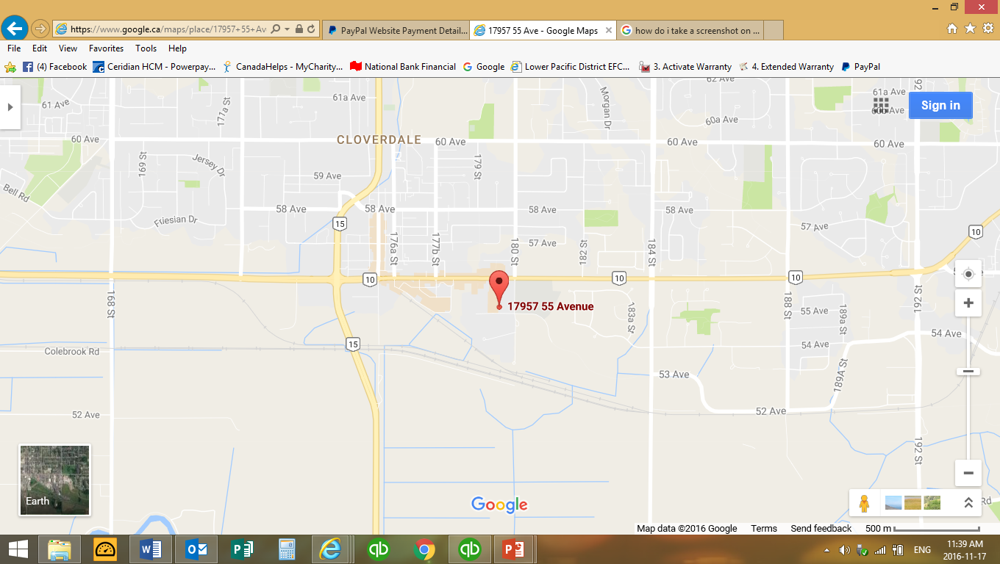 https://www.google.ca/maps/place/17957+55+Av
PayPal Website Payment Detail...
17957 55 Ave - Google Maps
how do i take a screenshot on ...
File Edit View Favorites Tools Help
(4) Facebook
Ceridian HCM - Powerpay...
CanadaHelps - MyCharity...
National Bank Financial
Google
Lower Pacific District EFC...
3. Activate Warranty
4. Extended Warranty
PayPal
62 Ave
192
61 Ave
171a St
61a Ave
Morgan Dr
60a Ave
61a Ave
Sign in
60 Ave
CLOVERDALE
60 Ave
60 Ave
60 Ave
169 St
Jersey Dr
59 Ave
179 St
Bell Rd
Friesian Dr
58 Ave
58 Ave
58 Ave
58 Ave
15
57 Ave
57 Ave
10
176a St
177b St
180 St
182 St
184 St
10
10
10
168 St
17957 55 Avenue
183a St
188 St
55 Ave
189a St
192 St
15
Colebrook Rd
54 Ave
54 Ave
53 Ave
189A St
52 Ave
52 Ave
192 St
Earth
Google
Rd
Map data ©2016 Google Terms Send feedback 500 m
ENG
11:39 AM
2016-11-17